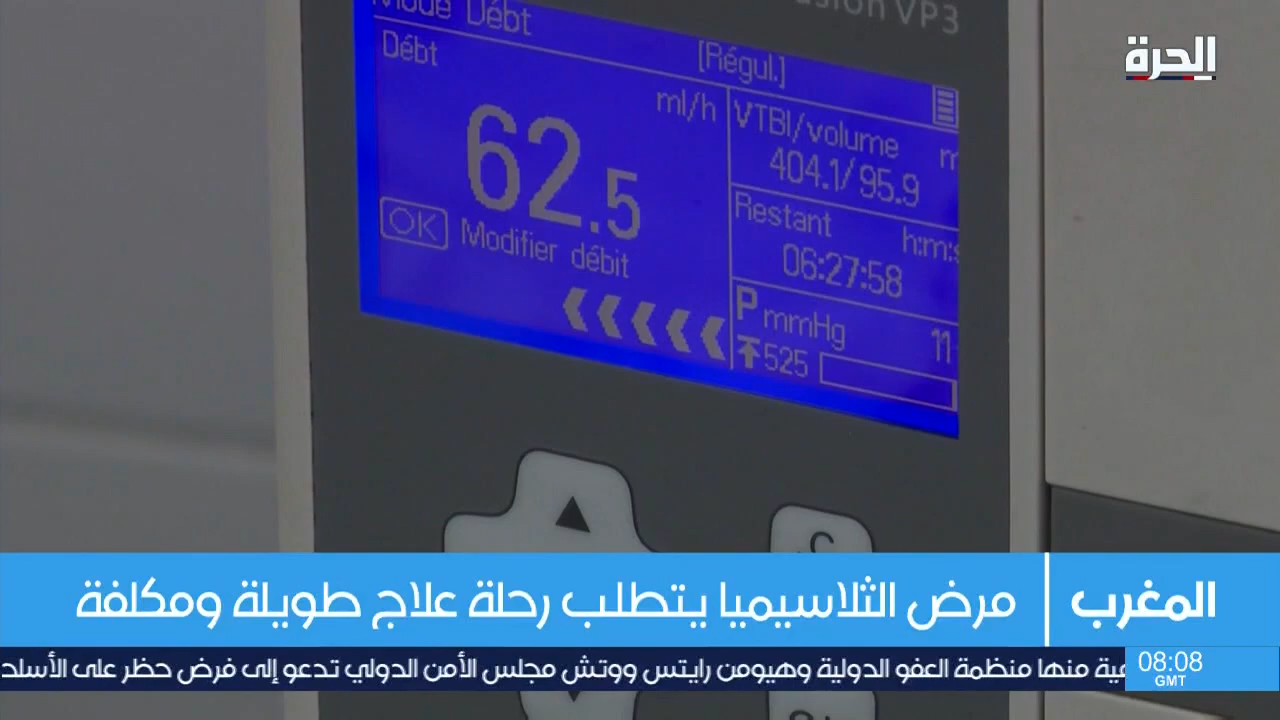 VP3
الحرة
Mode Débt
[Régul.]
Débt
ml/h
62.5
OK Modifier débit
VTBI/volume
404.1/95.9
Restant
h:m:s
06:27:58
P mmHg
525
المغرب
مرض الثلاسيميا يتطلب رحلة علاج طويلة ومكلفة
منها منظمة العفو الدولية وهيومن رايتس ووتش مجلس الأمن الدولي تدعو إلى فرض حظر على
08:08
GMT